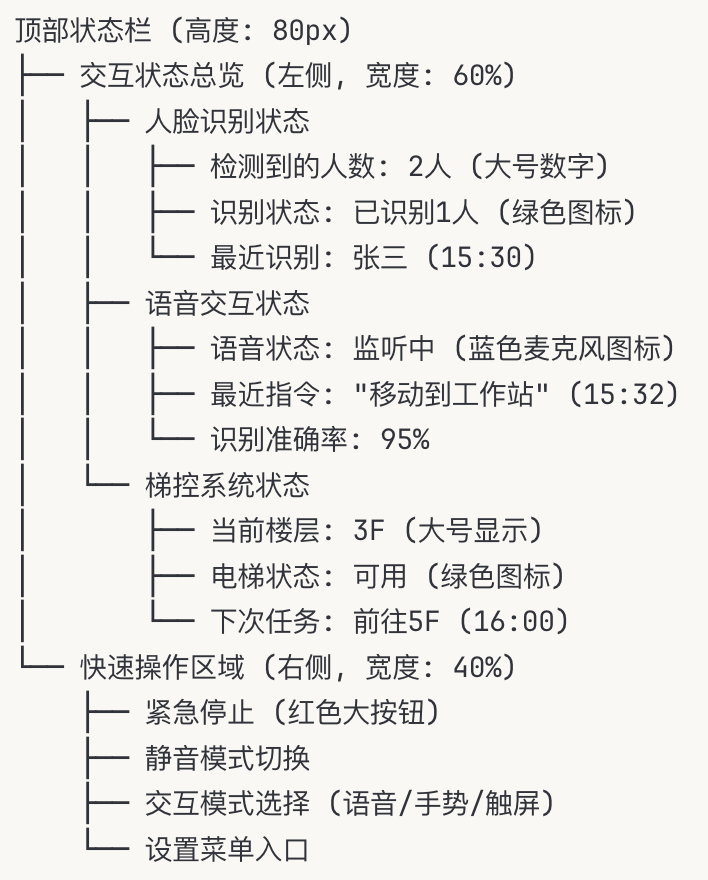 顶部状态栏 (高度: 80px)
├── 交互状态总览 (左侧, 宽度: 60%)
│   ├── 人脸识别状态
│   │   ├── 检测到的人数: 2人 (大号数字)
│   │   ├── 识别状态: 已识别1人 (绿色图标)
│   │   └── 最近识别: 张三 (15:30)
│   ├── 语音交互状态
│   │   ├── 语音状态: 监听中 (蓝色麦克风图标)
│   │   ├── 最近指令: "移动到工作站" (15:32)
│   │   └── 识别准确率: 95%
│   └── 梯控系统状态
│       ├── 当前楼层: 3F (大号显示)
│       ├── 电梯状态: 可用 (绿色图标)
│       └── 下次任务: 前往5F (16:00)
└── 快速操作区域 (右侧, 宽度: 40%)
    ├── 紧急停止 (红色大按钮)
    ├── 静音模式切换
    ├── 交互模式选择 (语音/手势/触屏)
    └── 设置菜单入口